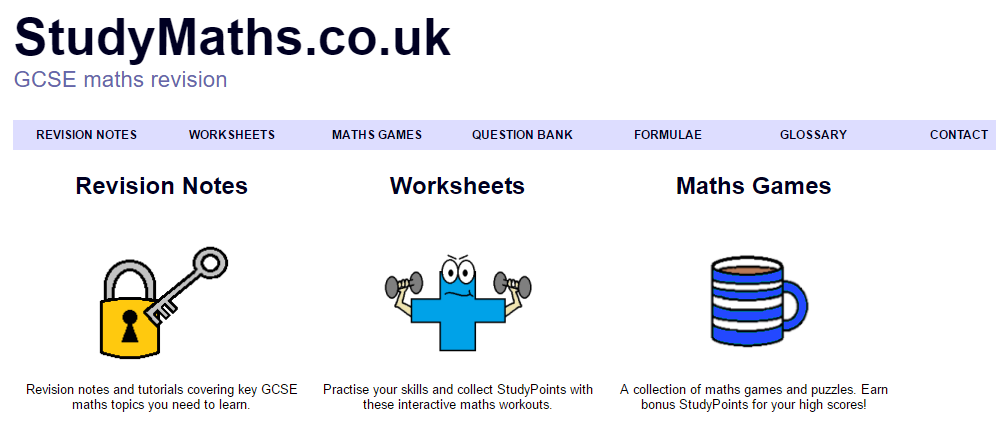 StudyMaths.co.uk
GCSE maths revision
REVISION NOTES WORKSHEETS MATHS GAMES QUESTION BANK FORMULAE GLOSSARY CONTACT
Revision Notes
Worksheets
Maths Games
Revision notes and tutorials covering key GCSE
maths topics you need to learn.
Practise your skills and collect StudyPoints with
these interactive maths workouts.
A collection of maths games and puzzles. Earn
bonus StudyPoints for your high scores!